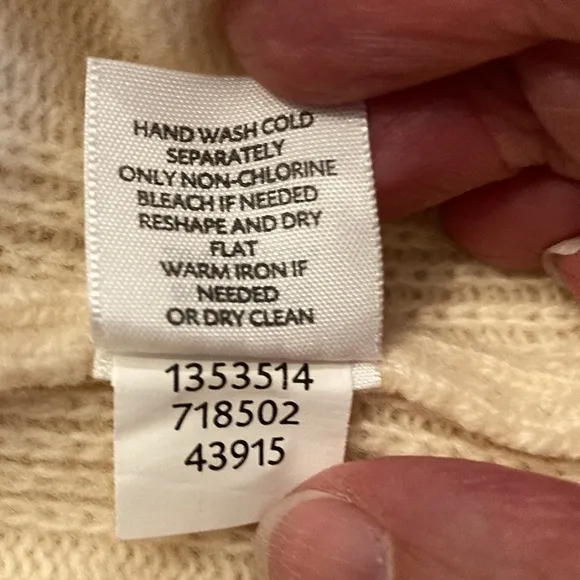 HAND WASH COLD
SEPARATELY
ONLY NON-CHLORINE
BLEACH IF NEEDED
RESHAPE AND DRY
FLAT
WARM IRON IF
NEEDED
OR DRY CLEAN
1353514
718502
43915